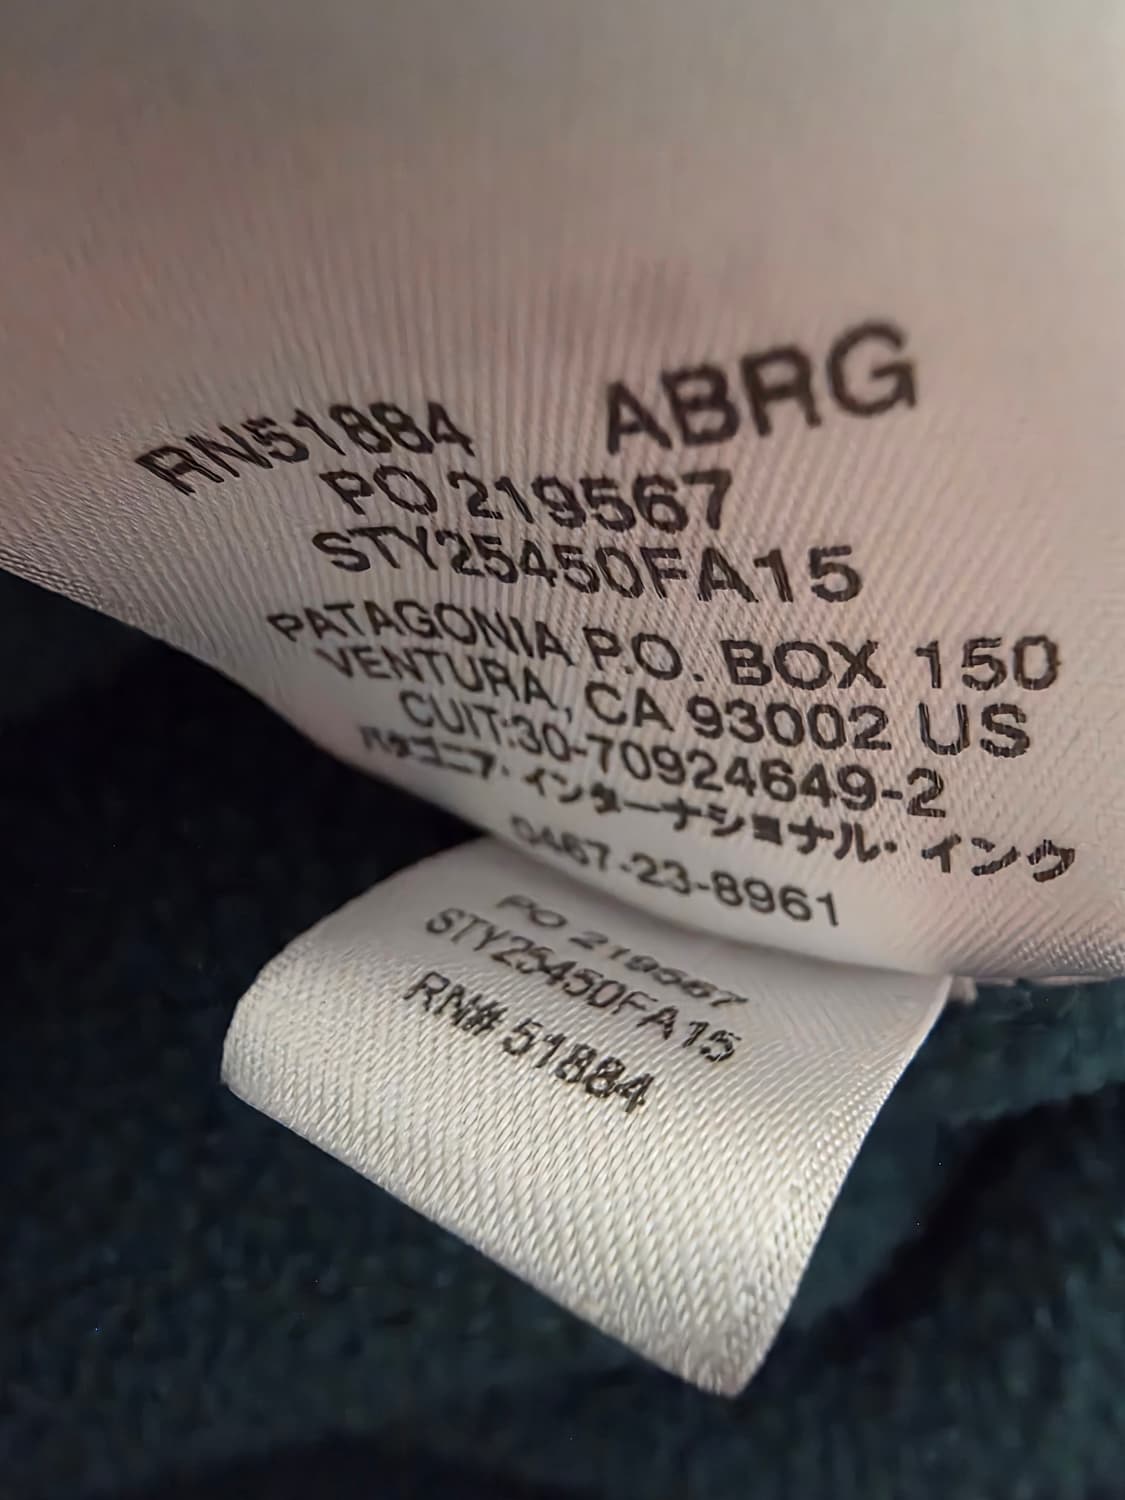 RN51884 ABRG
PO 219567
STY25450FA15
PATAGONIA P.O. BOX 150
VENTURA, CA 93002 US
CUIT:30-70924649-2
パタゴニア・インターナショナル・インク
0467-23-8961
PO 219567
STY25450FA15
RN# 51884